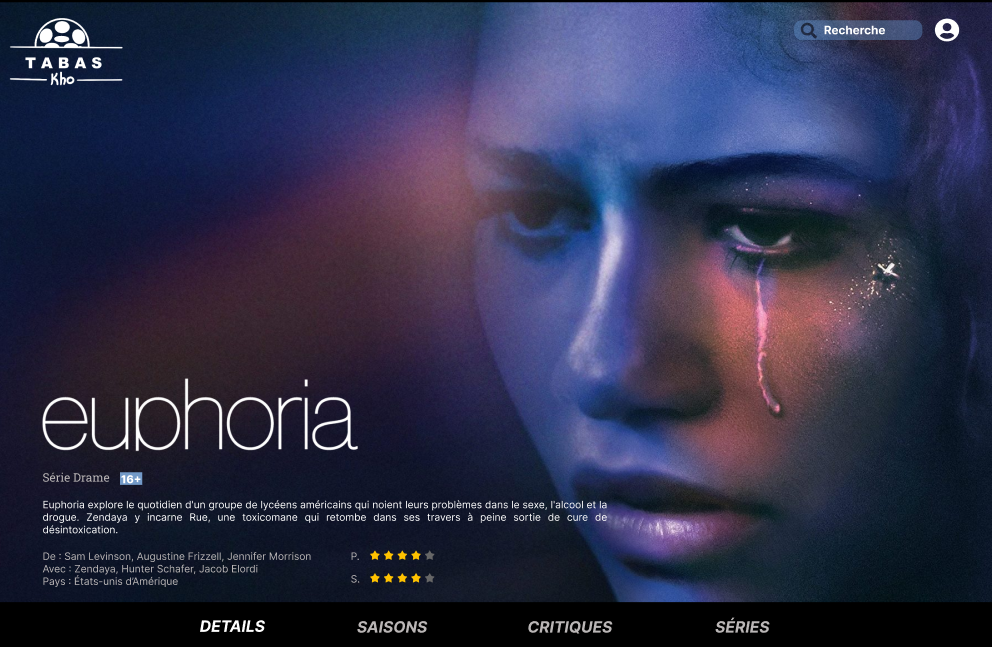 TABAS
Kho
Recherche
euphoria
Série Drame 16+
Euphoria explore le quotidien d'un groupe de lycéens américains qui noient leurs problèmes dans le sexe, l'alcool et la
drogue. Zendaya y incarne Rue, une toxicomane qui retombe dans ses travers à peine sortie de cure de
désintoxication.
De : Sam Levinson, Augustine Frizzell, Jennifer Morrison
Avec : Zendaya, Hunter Schafer, Jacob Elordi
Pays : États-unis d'Amérique
P.
S.
DETAILS SAISONS CRITIQUES SÉRIES